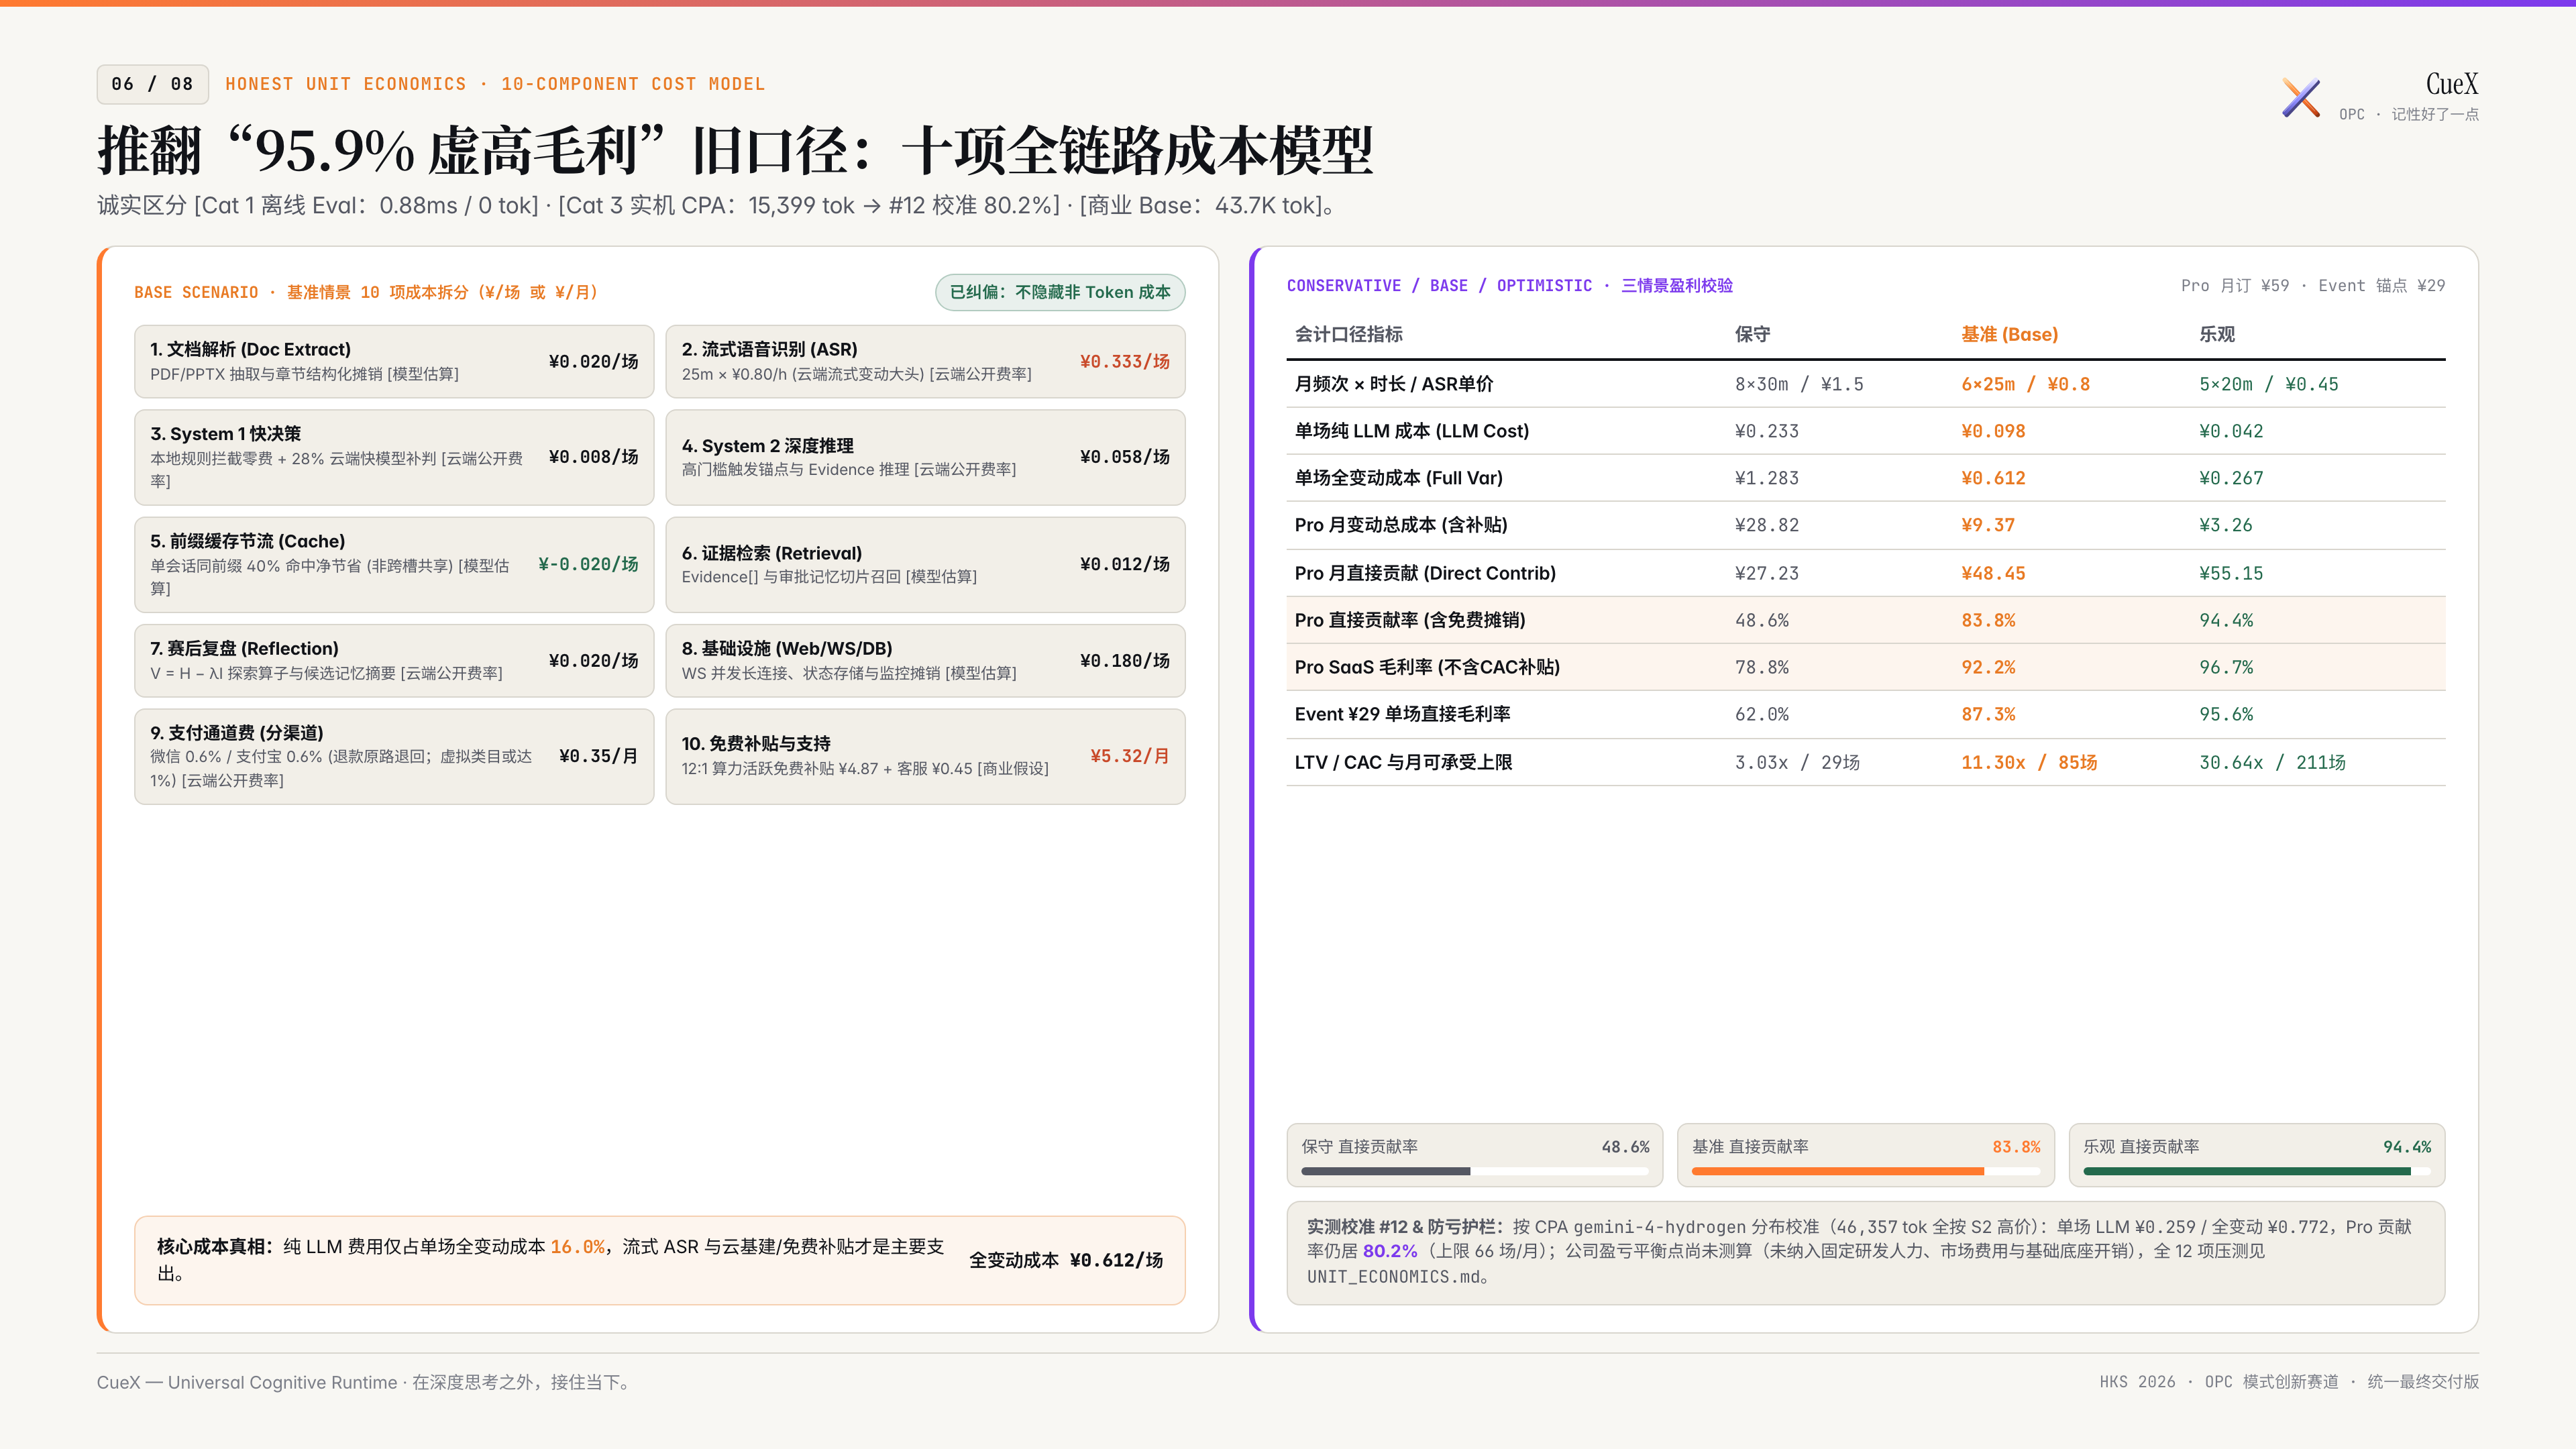 06 / 08
HONEST UNIT ECONOMICS · 10-COMPONENT COST MODEL
CueX
OPC · 记性好了一点
推翻“95.9% 虚高毛利”旧口径：十项全链路成本模型
诚实区分 [Cat 1 离线 Eval：0.88ms / 0 tok] · [Cat 3 实机 CPA：15,399 tok → #12 校准 80.2%] · [商业 Base：43.7K tok]。
BASE SCENARIO · 基准情景 10 项成本拆分（¥/场 或 ¥/月）
已纠偏：不隐藏非 Token 成本
1. 文档解析 (Doc Extract)
PDF/PPTX 抽取与章节结构化摊销 [模型估算]
¥0.020/场
2. 流式语音识别 (ASR)
25m × ¥0.80/h (云端流式变动大头) [云端公开费率]
¥0.333/场
3. System 1 快决策
本地规则拦截零费 + 28% 云端快模型补判 [云端公开费
率]
¥0.008/场
4. System 2 深度推理
高门槛触发锚点与 Evidence 推理 [云端公开费率]
¥0.058/场
5. 前缀缓存节流 (Cache)
单会话同前缀 40% 命中净节省 (非跨槽共享) [模型估
算]
¥-0.020/场
6. 证据检索 (Retrieval)
Evidence[] 与审批记忆切片召回 [模型估算]
¥0.012/场
7. 赛后复盘 (Reflection)
V = H − λI 探索算子与候选记忆摘要 [云端公开费率]
¥0.020/场
8. 基础设施 (Web/WS/DB)
WS 并发长连接、状态存储与监控摊销 [模型估算]
¥0.180/场
9. 支付通道费 (分渠道)
微信 0.6% / 支付宝 0.6% (退款原路退回；虚拟类目或达
1%) [云端公开费率]
¥0.35/月
10. 免费补贴与支持
12:1 算力活跃免费补贴 ¥4.87 + 客服 ¥0.45 [商业假设]
¥5.32/月
核心成本真相：纯 LLM 费用仅占单场全变动成本 16.0%，流式 ASR 与云基建/免费补贴才是主要支
出。
全变动成本 ¥0.612/场
CONSERVATIVE / BASE / OPTIMISTIC · 三情景盈利校验
Pro 月订 ¥59 · Event 锚点 ¥29
会计口径指标 保守 基准 (Base) 乐观
月频次 × 时长 / ASR单价 8×30m / ¥1.5 6×25m / ¥0.8 5×20m / ¥0.45
单场纯 LLM 成本 (LLM Cost) ¥0.233 ¥0.098 ¥0.042
单场全变动成本 (Full Var) ¥1.283 ¥0.612 ¥0.267
Pro 月变动总成本 (含补贴) ¥28.82 ¥9.37 ¥3.26
Pro 月直接贡献 (Direct Contrib) ¥27.23 ¥48.45 ¥55.15
Pro 直接贡献率 (含免费摊销) 48.6% 83.8% 94.4%
Pro SaaS 毛利率 (不含CAC补贴) 78.8% 92.2% 96.7%
Event ¥29 单场直接毛利率 62.0% 87.3% 95.6%
LTV / CAC 与月可承受上限 3.03x / 29场 11.30x / 85场 30.64x / 211场
保守 直接贡献率 48.6%
基准 直接贡献率 83.8%
乐观 直接贡献率 94.4%
实测校准 #12 & 防亏护栏：按 CPA gemini-4-hydrogen 分布校准（46,357 tok 全按 S2 高价）：单场 LLM ¥0.259 / 全变动 ¥0.772，Pro 贡献
率仍居 80.2%（上限 66 场/月）；公司盈亏平衡点尚未测算（未纳入固定研发人力、市场费用与基础底座开销），全 12 项压测见
UNIT_ECONOMICS.md。
CueX — Universal Cognitive Runtime · 在深度思考之外，接住当下。
HKS 2026 · OPC 模式创新赛道 · 统一最终交付版